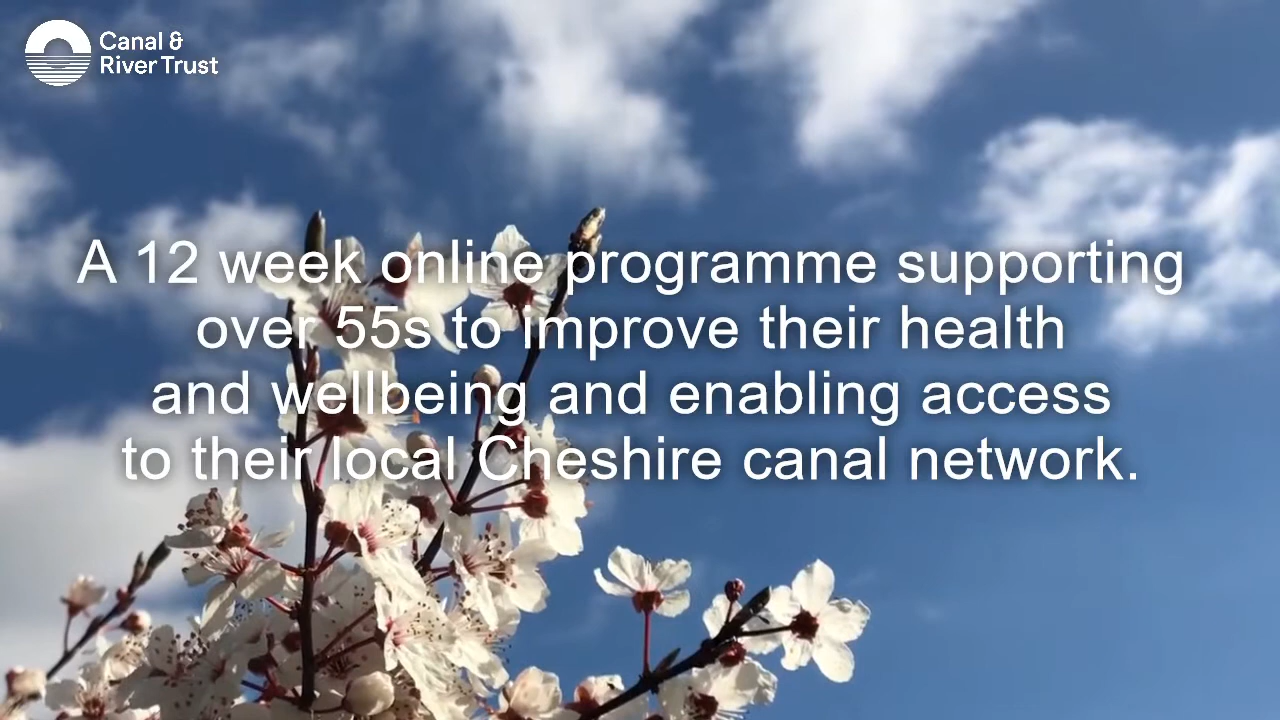 Canal &
River Trust
A 12 week online programme supporting
over 55s to improve their health
and wellbeing and enabling access
to their local Cheshire canal network.